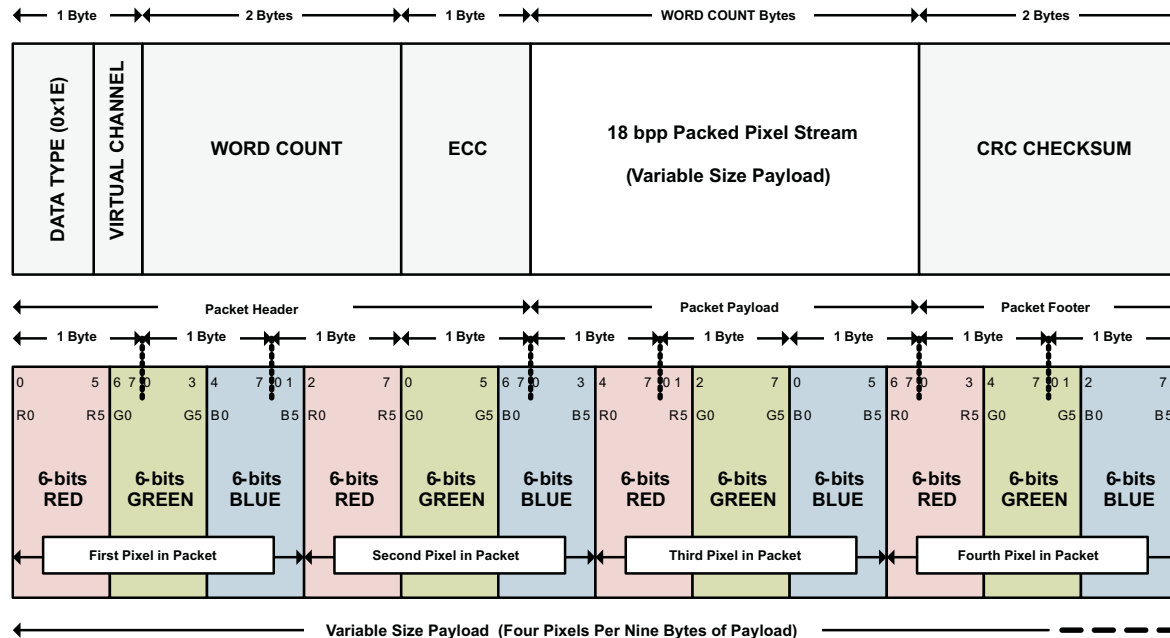 1 Byte 2 Bytes 1 Byte WORD COUNT Bytes 2 Bytes
DATA TYPE (0x1E)
VIRTUAL CHANNEL
WORD COUNT
ECC
18 bpp Packed Pixel Stream
(Variable Size Payload)
CRC CHECKSUM
Packet Header Packet Payload Packet Footer
1 Byte 1 Byte 1 Byte 1 Byte 1 Byte 1 Byte 1 Byte 1 Byte 1 Byte
0 5 6 7 0 3 4 7 0 1 2 7 0 5 6 7 0 3 4 7 0 1 2 7 0 5 6 7 0 3 4 7 0 1 2 7
R0 R5 G0 G5 B0 B5 R0 R5 G0 G5 B0 B5 R0 R5 G0 G5 B0 B5 R0 R5 G0 G5 B0 B5
6-bits 6-bits 6-bits 6-bits 6-bits 6-bits 6-bits 6-bits 6-bits 6-bits 6-bits 6-bits
RED GREEN BLUE RED GREEN BLUE RED GREEN BLUE RED GREEN BLUE
First Pixel in Packet Second Pixel in Packet Third Pixel in Packet Fourth Pixel in Packet
Variable Size Payload (Four Pixels Per Nine Bytes of Payload)